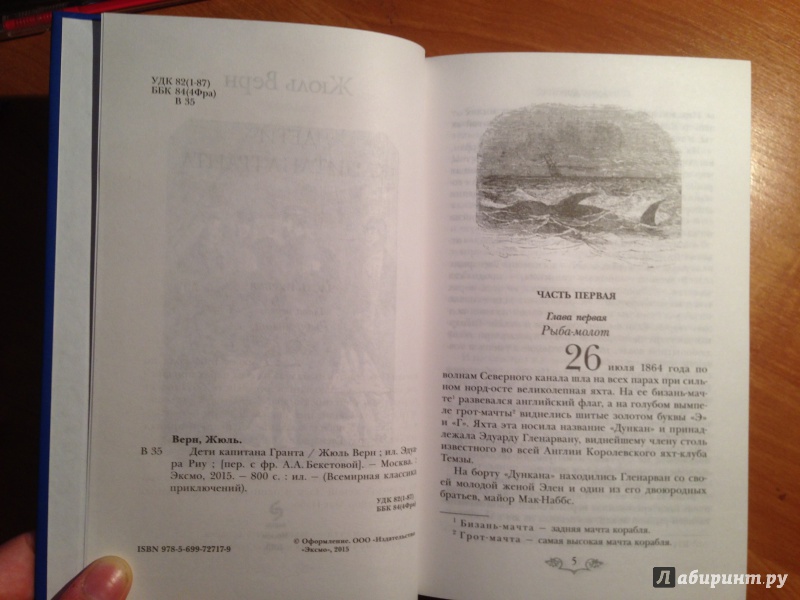 УДК 82(1-87)
ББК 84(4Фра)
В 35
Верн, Жюль.
В 35 Дети капитана Гранта / Жюль Верн ; ил. Эдуа-
ра Риу ; [пер. с фр. А.А. Бекетовой]. – Москва :
Эксмо, 2015. – 800 с. : ил. – (Всемирная классика
приключений).
УДК 82(1-87)
ББК 84(4Фра)
ISBN 978-5-699-72717-9
© Оформление. ООО «Издательство
«Эксмо», 2015
ЧАСТЬ ПЕРВАЯ
Глава первая
Рыба-молот
26 июля 1864 года по
волнам Северного канала шла на всех парах при силь-
ном норд-осте великолепная яхта. На ее бизань-мач-
те¹ развевался английский флаг, а на голубом вымпе-
ле грот-мачты² виднелись шитые золотом буквы «Э»
и «Г». Яхта эта носила название «Дункан» и принад-
лежала Эдуарду Гленарвану, виднейшему члену столь
известного во всей Англии Королевского яхт-клуба
Темзы.
На борту «Дункана» находились Гленарван со сво-
ей молодой женой Элен и один из его двоюродных
братьев, майор Мак-Наббс.
¹ Бизань-мачта – задняя мачта корабля.
² Грот-мачта – самая высокая мачта корабля.
5
Лабиринт.ру